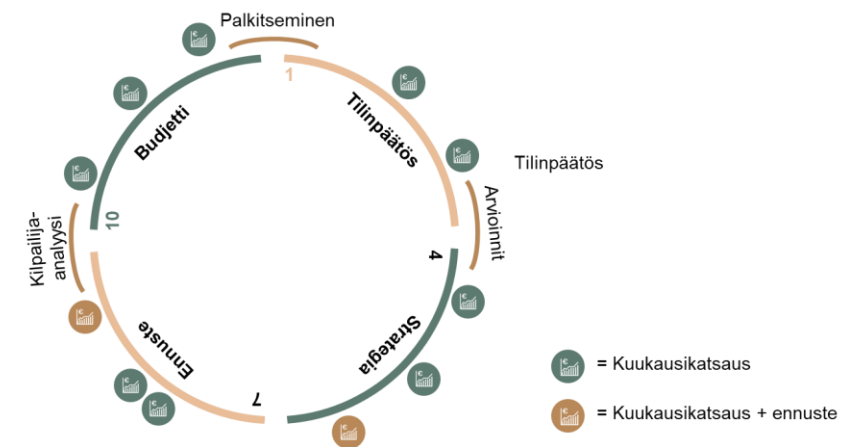 Palkitseminen
1
Tilinpäätös
Tilinpäätös
Arvioinnit
4
Strategia
7
Ennuste
Kilpailija-
analyysi
10
Budjetti
= Kuukausikatsaus
= Kuukausikatsaus + ennuste